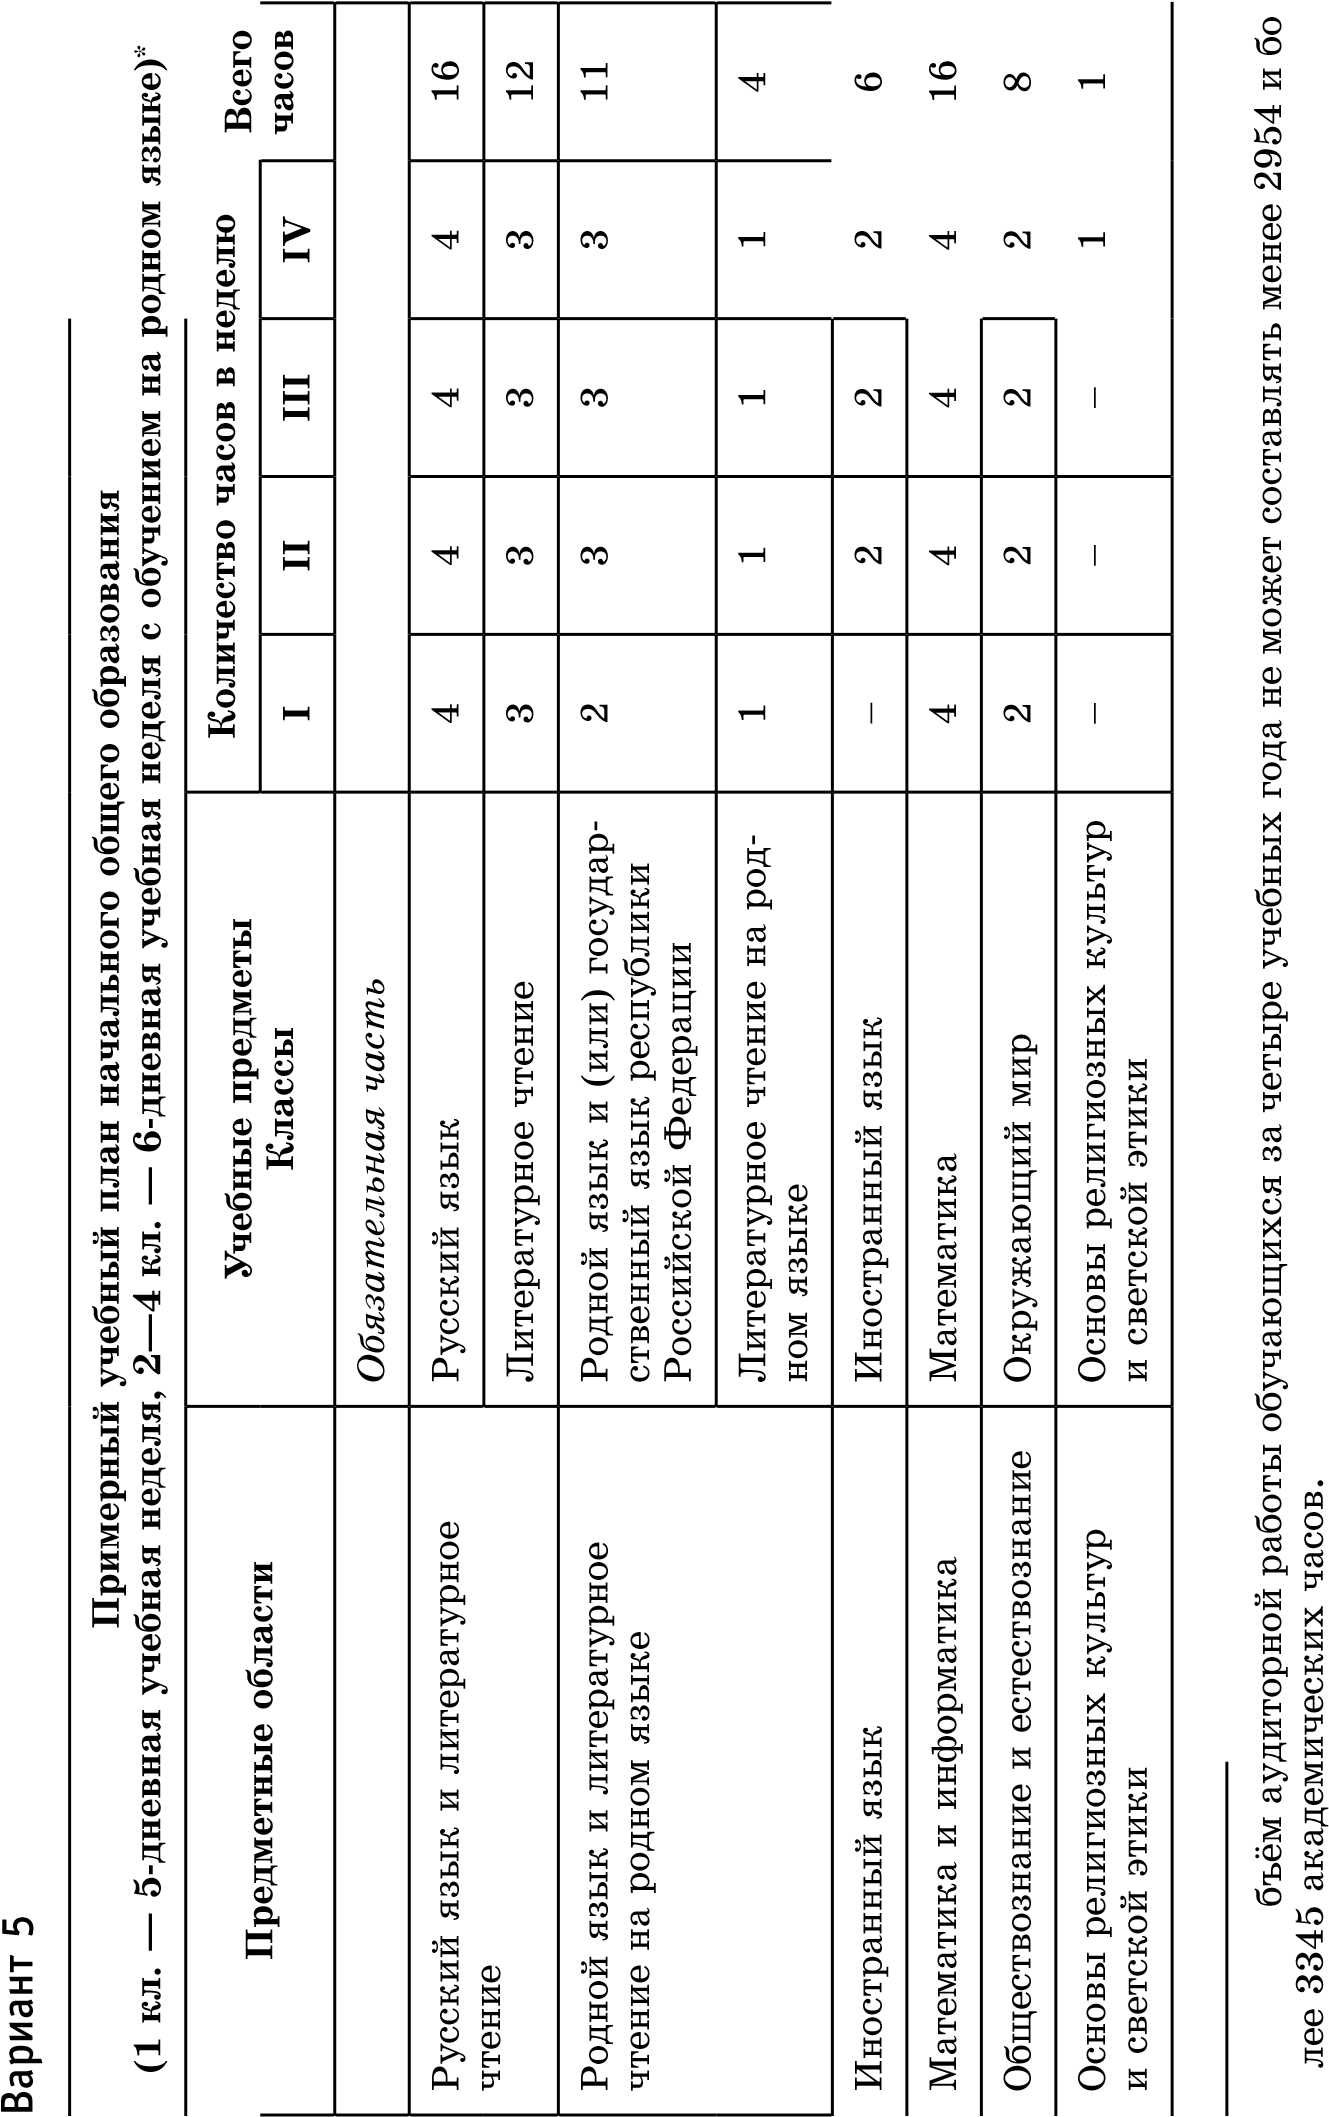 Вариант 5
Примерный учебный план начального общего образования
(1 кл. — 5-дневная учебная неделя, 2—4 кл. — 6-дневная учебная неделя с обучением на родном языке)*
Предметные области
Учебные предметы
Классы
Количество часов в неделю
Всего
часов
I II III IV
Обязательная часть
Русский язык и литературное
чтение
Русский язык 4 4 4 4 16
Литературное чтение 3 3 3 3 12
Родной язык и литературное
чтение на родном языке
Родной язык и (или) государ-
ственный язык республики
Российской Федерации
2 3 3 3 11
Литературное чтение на род-
ном языке
1 1 1 1 4
Иностранный язык Иностранный язык – 2 2 2 6
Математика и информатика Математика 4 4 4 4 16
Обществознание и естествознание Окружающий мир 2 2 2 2 8
Основы религиозных культур
и светской этики
Основы религиозных культур
и светской этики
– – – 1 1
бъём аудиторной работы обучающихся за четыре учебных года не может составлять менее 2954 и бо
лее 3345 академических часов.